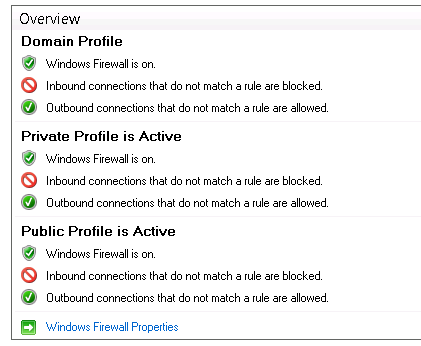 Overview
Domain Profile
Windows Firewall is on.
Inbound connections that do not match a rule are blocked.
Outbound connections that do not match a rule are allowed.
Private Profile is Active
Windows Firewall is on.
Inbound connections that do not match a rule are blocked.
Outbound connections that do not match a rule are allowed.
Public Profile is Active
Windows Firewall is on.
Inbound connections that do not match a rule are blocked.
Outbound connections that do not match a rule are allowed.
Windows Firewall Properties